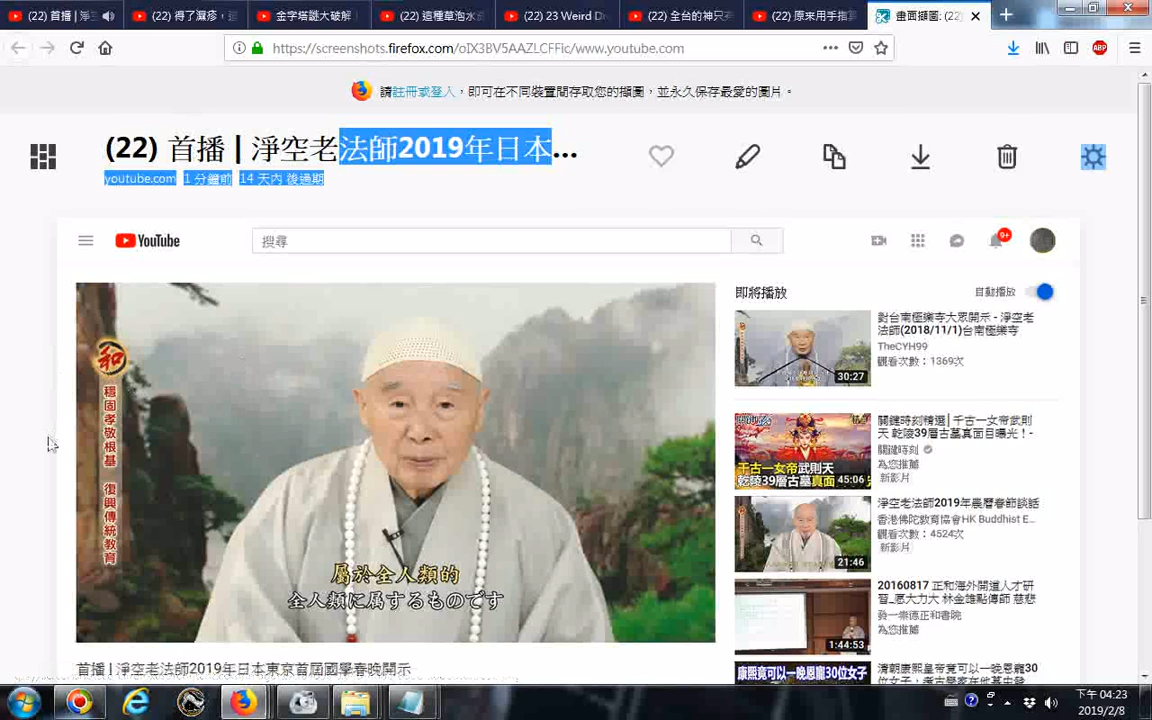 (22) 首播 | 淨
(22) 得了濕疹，
金字塔謎大破解
(22) 這種草泡水
(22) 23 Weird D
(22) 全台的神只
(22) 原來用手指
畫面擷圖: (22)
https://screenshots.firefox.com/oIX3BV5AAZLCFFic/www.youtube.com
ABP
請註冊或登入，即可在不同裝置間存取您的擷圖，並永久保存最愛的圖片。
(22) 首播 | 淨空老法師2019年日本...
youtube.com 1 分鐘前 14 天內 後過期
YouTube
搜尋
9+
即將播放
自動播放
和
穩固孝敬根基 復興傳統教育
屬於全人類的
全人類に属するものです
首播 | 淨空老法師2019年日本東京首屆國學春晚開示
對台南極樂寺大眾開示 - 淨空老
法師(2018/11/1)台南極樂寺
TheCYH99
觀看次數：1369次
30:27
關鍵時刻精選│千古一女帝武則
天 乾陵39層古墓真面目曝光！-
關鍵時刻
為您推薦
新影片
千古一女帝武則天
乾陵39層古墓真面
45:06
淨空老法師2019年農曆春節談話
香港佛陀教育協會HK Buddhist E...
觀看次數：4524次
新影片
21:46
20160817 正和海外開道人才研
習_愿大力大 林金雄點傳師 慈悲
發一崇德正和書院
為您推薦
1:44:53
清朝康熙皇帝竟可以一晚恩寵30
康熙竟可以一晚恩寵30位女子
下午 04:23
2019/2/8